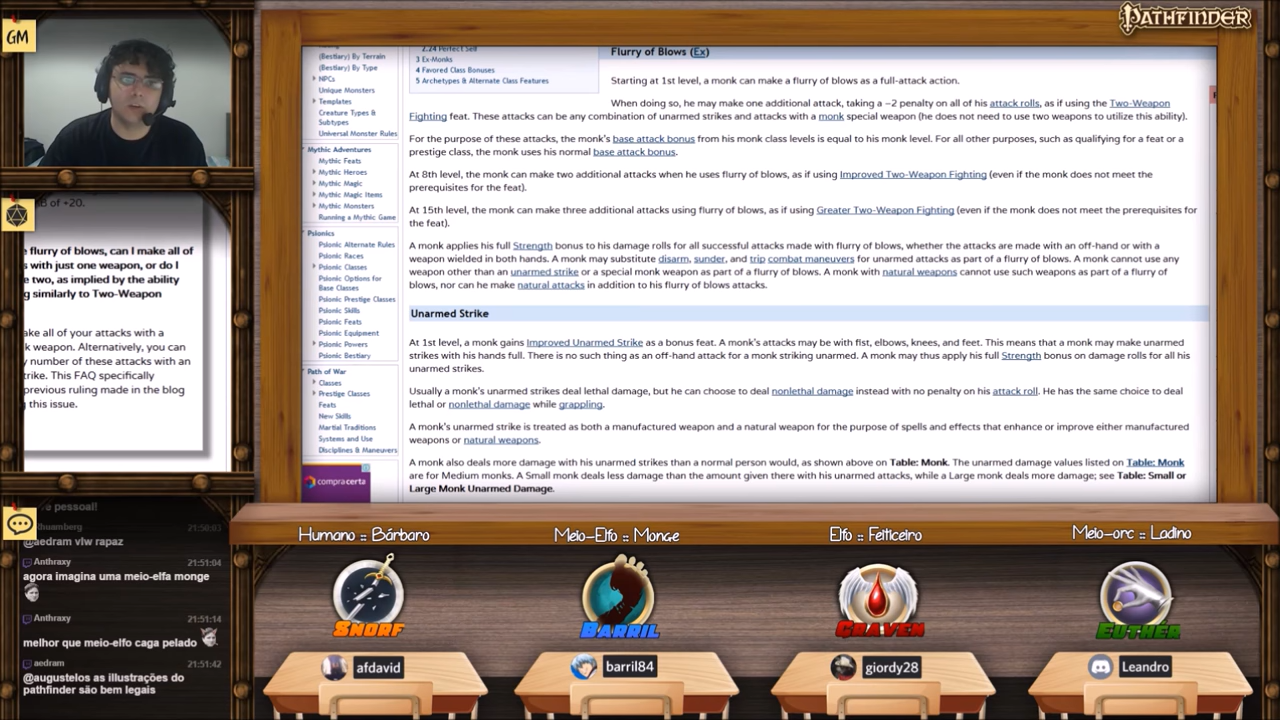 GM
PATHFINDER
2.24 Perfect Self
3 Ex-Monks
4 Favored Class Bonuses
5 Archetypes & Alternate Class Features
(Bestiary) By Terrain
(Bestiary) By Type
NPCs
Unique Monsters
Templates
Creature Types &
Subtypes
Universal Monster Rules
Mythic Adventures
Mythic Feats
Mythic Heroes
Mythic Magic
Mythic Magic Items
Mythic Monsters
Running a Mythic Game
Psionics
Psionic Alternate Rules
Psionic Races
Psionic Classes
Psionic Options for
Base Classes
Psionic Prestige Classes
Psionic Skills
Psionic Feats
Psionic Equipment
Psionic Powers
Psionic Bestiary
Path of War
Classes
Prestige Classes
Feats
New Skills
Martial Traditions
Systems and Use
Disciplines & Maneuvers
compracerta
Flurry of Blows (Ex)
Starting at 1st level, a monk can make a flurry of blows as a full-attack action.
When doing so, he may make one additional attack, taking a –2 penalty on all of his attack rolls, as if using the Two-Weapon
Fighting feat. These attacks can be any combination of unarmed strikes and attacks with a monk special weapon (he does not need to use two weapons to utilize this ability).
For the purpose of these attacks, the monk's base attack bonus from his monk class levels is equal to his monk level. For all other purposes, such as qualifying for a feat or a
prestige class, the monk uses his normal base attack bonus.
At 8th level, the monk can make two additional attacks when he uses flurry of blows, as if using Improved Two-Weapon Fighting (even if the monk does not meet the
prerequisites for the feat).
At 15th level, the monk can make three additional attacks using flurry of blows, as if using Greater Two-Weapon Fighting (even if the monk does not meet the prerequisites for
the feat).
A monk applies his full Strength bonus to his damage rolls for all successful attacks made with flurry of blows, whether the attacks are made with an off-hand or with a
weapon wielded in both hands. A monk may substitute disarm, sunder, and trip combat maneuvers for unarmed attacks as part of a flurry of blows. A monk cannot use any
weapon other than an unarmed strike or a special monk weapon as part of a flurry of blows. A monk with natural weapons cannot use such weapons as part of a flurry of
blows, nor can he make natural attacks in addition to his flurry of blows attacks.
Unarmed Strike
At 1st level, a monk gains Improved Unarmed Strike as a bonus feat. A monk's attacks may be with fist, elbows, knees, and feet. This means that a monk may make unarmed
strikes with his hands full. There is no such thing as an off-hand attack for a monk striking unarmed. A monk may thus apply his full Strength bonus on damage rolls for all his
unarmed strikes.
Usually a monk's unarmed strikes deal lethal damage, but he can choose to deal nonlethal damage instead with no penalty on his attack roll. He has the same choice to deal
lethal or nonlethal damage while grappling.
A monk's unarmed strike is treated as both a manufactured weapon and a natural weapon for the purpose of spells and effects that enhance or improve either manufactured
weapons or natural weapons.
A monk also deals more damage with his unarmed strikes than a normal person would, as shown above on Table: Monk. The unarmed damage values listed on Table: Monk
are for Medium monks. A Small monk deals less damage than the amount given there with his unarmed attacks, while a Large monk deals more damage; see Table: Small or
Large Monk Unarmed Damage.
B of +20.
e flurry of blows, can I make all of
s with just one weapon, or do I
e two, as implied by the ability
g similarly to Two-Weapon
ake all of your attacks with a
k weapon. Alternatively, you can
y number of these attacks with an
rike. This FAQ specifically
previous ruling made in the blog
this issue.
pessoal!
thuamberg 21:50:03
@aedram vlw rapaz
Anthraxy 21:51:04
agora imagina uma meio-elfa monge
Anthraxy 21:51:14
melhor que meio-elfo caga pelado
aedram 21:51:42
@augustelos as illustrações do
pathfinder são bem legais
Humano :: Bárbaro
Meio-Elfo :: Monge
Elfo :: Feiticeiro
Meio-orc :: Ladino
SNORF
BARRIL
CRAVEN
EUTHER
afdavid
barril84
giordy28
Leandro